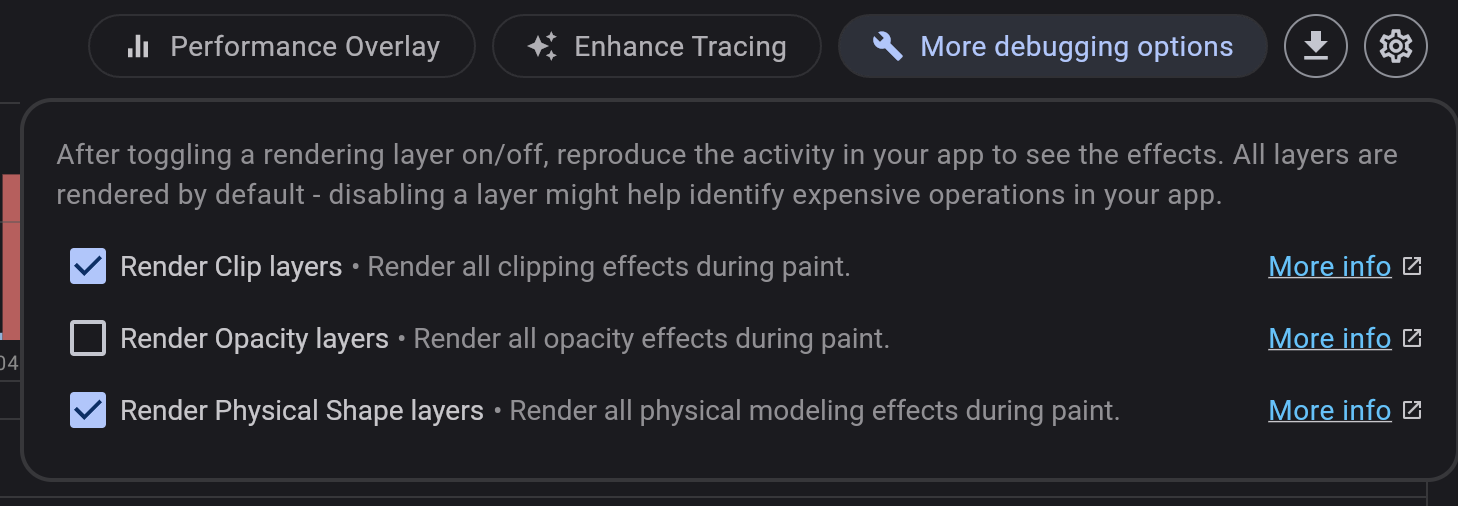 Performance Overlay
Enhance Tracing
More debugging options
After toggling a rendering layer on/off, reproduce the activity in your app to see the effects. All layers are
rendered by default - disabling a layer might help identify expensive operations in your app.
Render Clip layers • Render all clipping effects during paint. More info
Render Opacity layers • Render all opacity effects during paint. More info
04
Render Physical Shape layers • Render all physical modeling effects during paint. More info